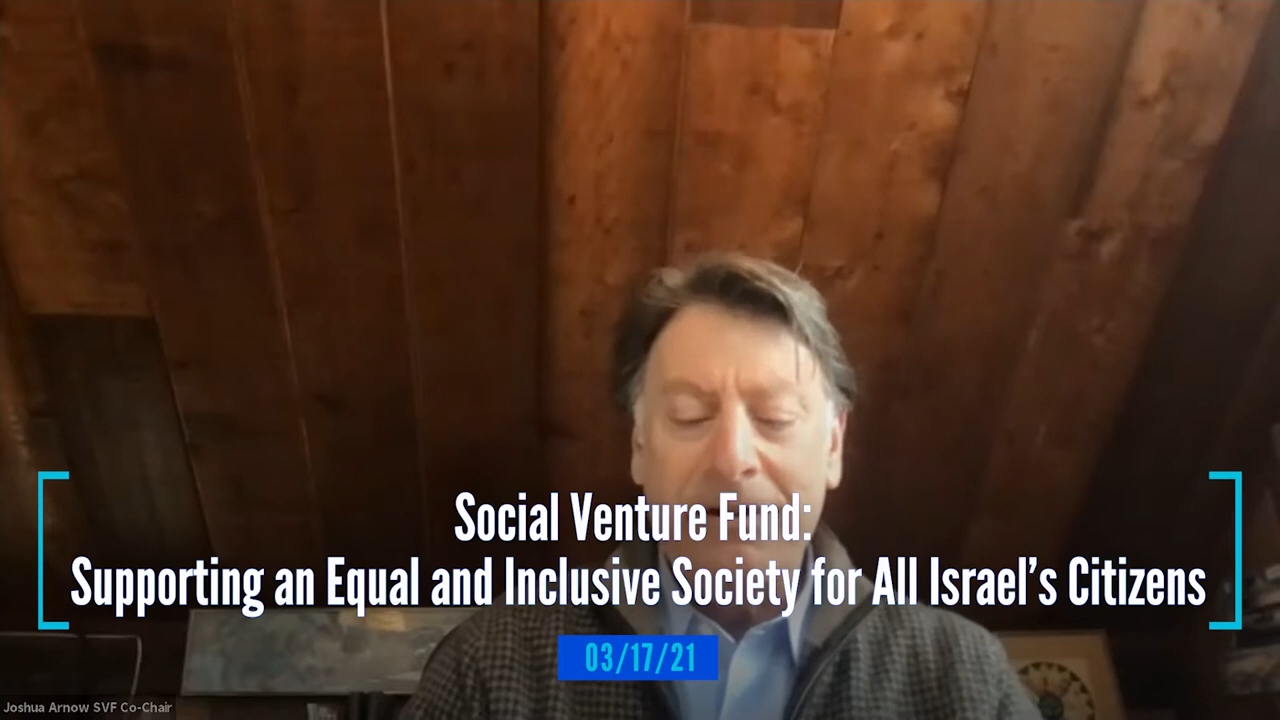 Social Venture Fund:
Supporting an Equal and Inclusive Society for All Israel’s Citizens
03/17/21
Joshua Arnow SVF Co-Chair